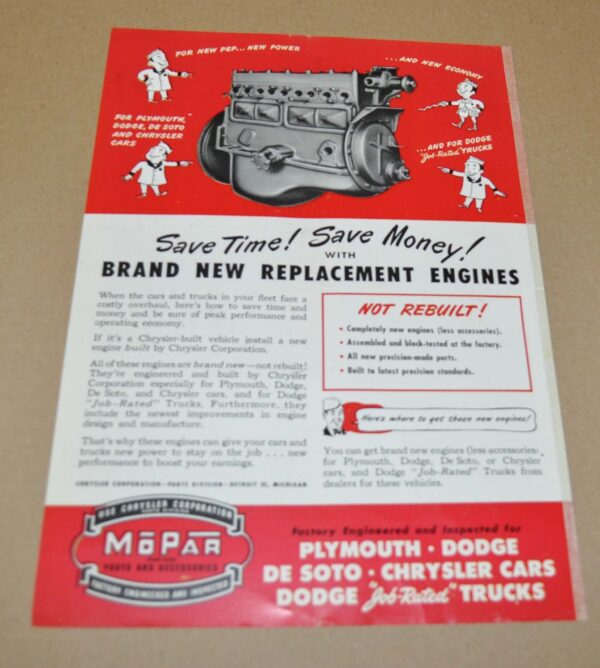 FOR NEW PEP...NEW POWER
...AND NEW ECONOMY
FOR PLYMOUTH,
DODGE, DE SOTO
AND CHRYSLER
CARS
...AND FOR DODGE
"Job-Rated" TRUCKS
Save Time! Save Money!
WITH
BRAND NEW REPLACEMENT ENGINES
When the cars and trucks in your fleet face a
costly overhaul, here's how to save time and
money and be sure of peak performance and
operating economy.
If it's a Chrysler-built vehicle install a new
engine built by Chrysler Corporation.
All of these engines are brand new—not rebuilt!
They're engineered and built by Chrysler
Corporation especially for Plymouth, Dodge,
De Soto, and Chrysler cars, and for Dodge
"Job-Rated" Trucks. Furthermore, they
include the newest improvements in engine
design and manufacture.
That's why these engines can give your cars and
trucks new power to stay on the job . . . new
performance to boost your earnings.
CHRYSLER CORPORATION—PARTS DIVISION—DETROIT 31, MICHIGAN
NOT REBUILT!
• Completely new engines (less accessories).
• Assembled and block-tested at the factory.
• All new precision-made parts.
• Built to latest precision standards.
Here's where to get these new engines!
You can get brand new engines (less accessories)
for Plymouth, Dodge, De Soto, or Chrysler
cars, and Dodge "Job-Rated" Trucks from
dealers for these vehicles.
USE CHRYSLER CORPORATION
MOPAR
PARTS AND ACCESSORIES
FACTORY ENGINEERED AND INSPECTED
Factory Engineered and Inspected for
PLYMOUTH · DODGE
DE SOTO · CHRYSLER CARS
DODGE "Job-Rated" TRUCKS